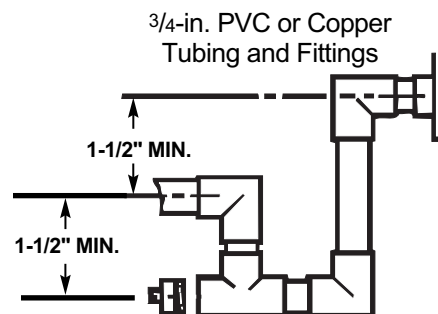 3/4-in. PVC or Copper
Tubing and Fittings
1-1/2" MIN.
1-1/2" MIN.